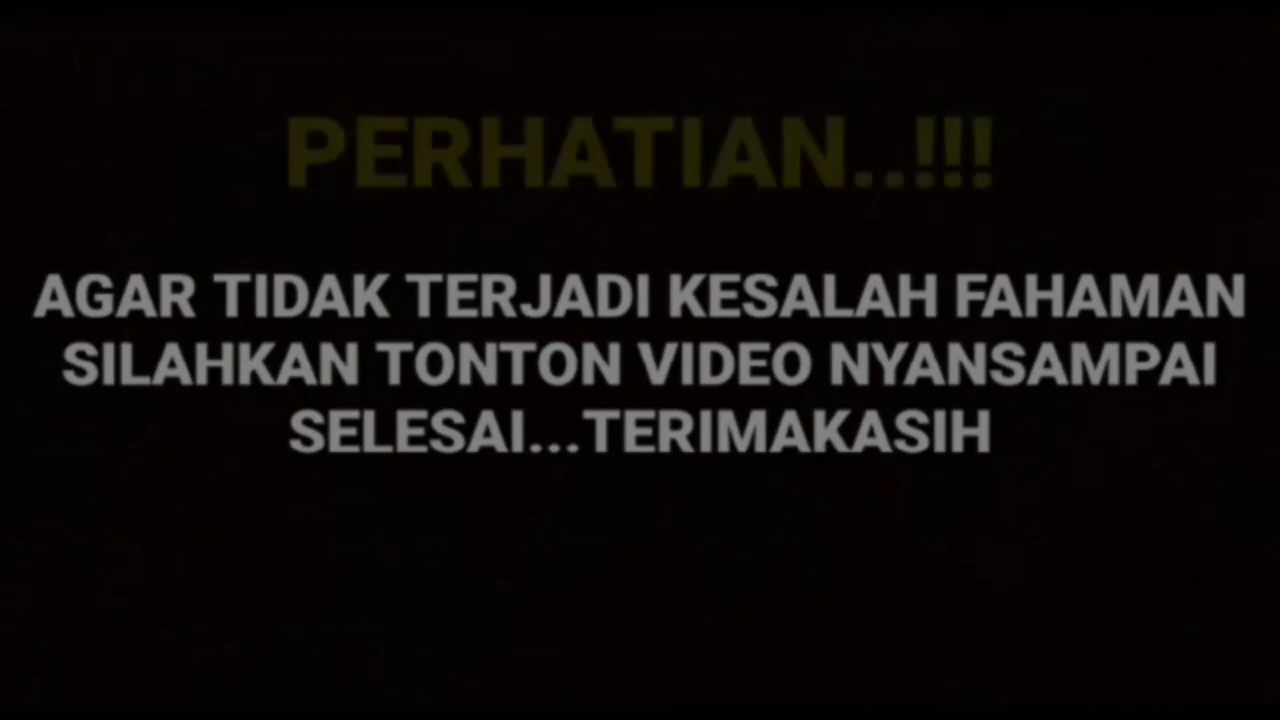 PERHATIAN..!!!
AGAR TIDAK TERJADI KESALAH FAHAMAN
SILAHKAN TONTON VIDEO NYANSAMPAI
SELESAI...TERIMAKASIH